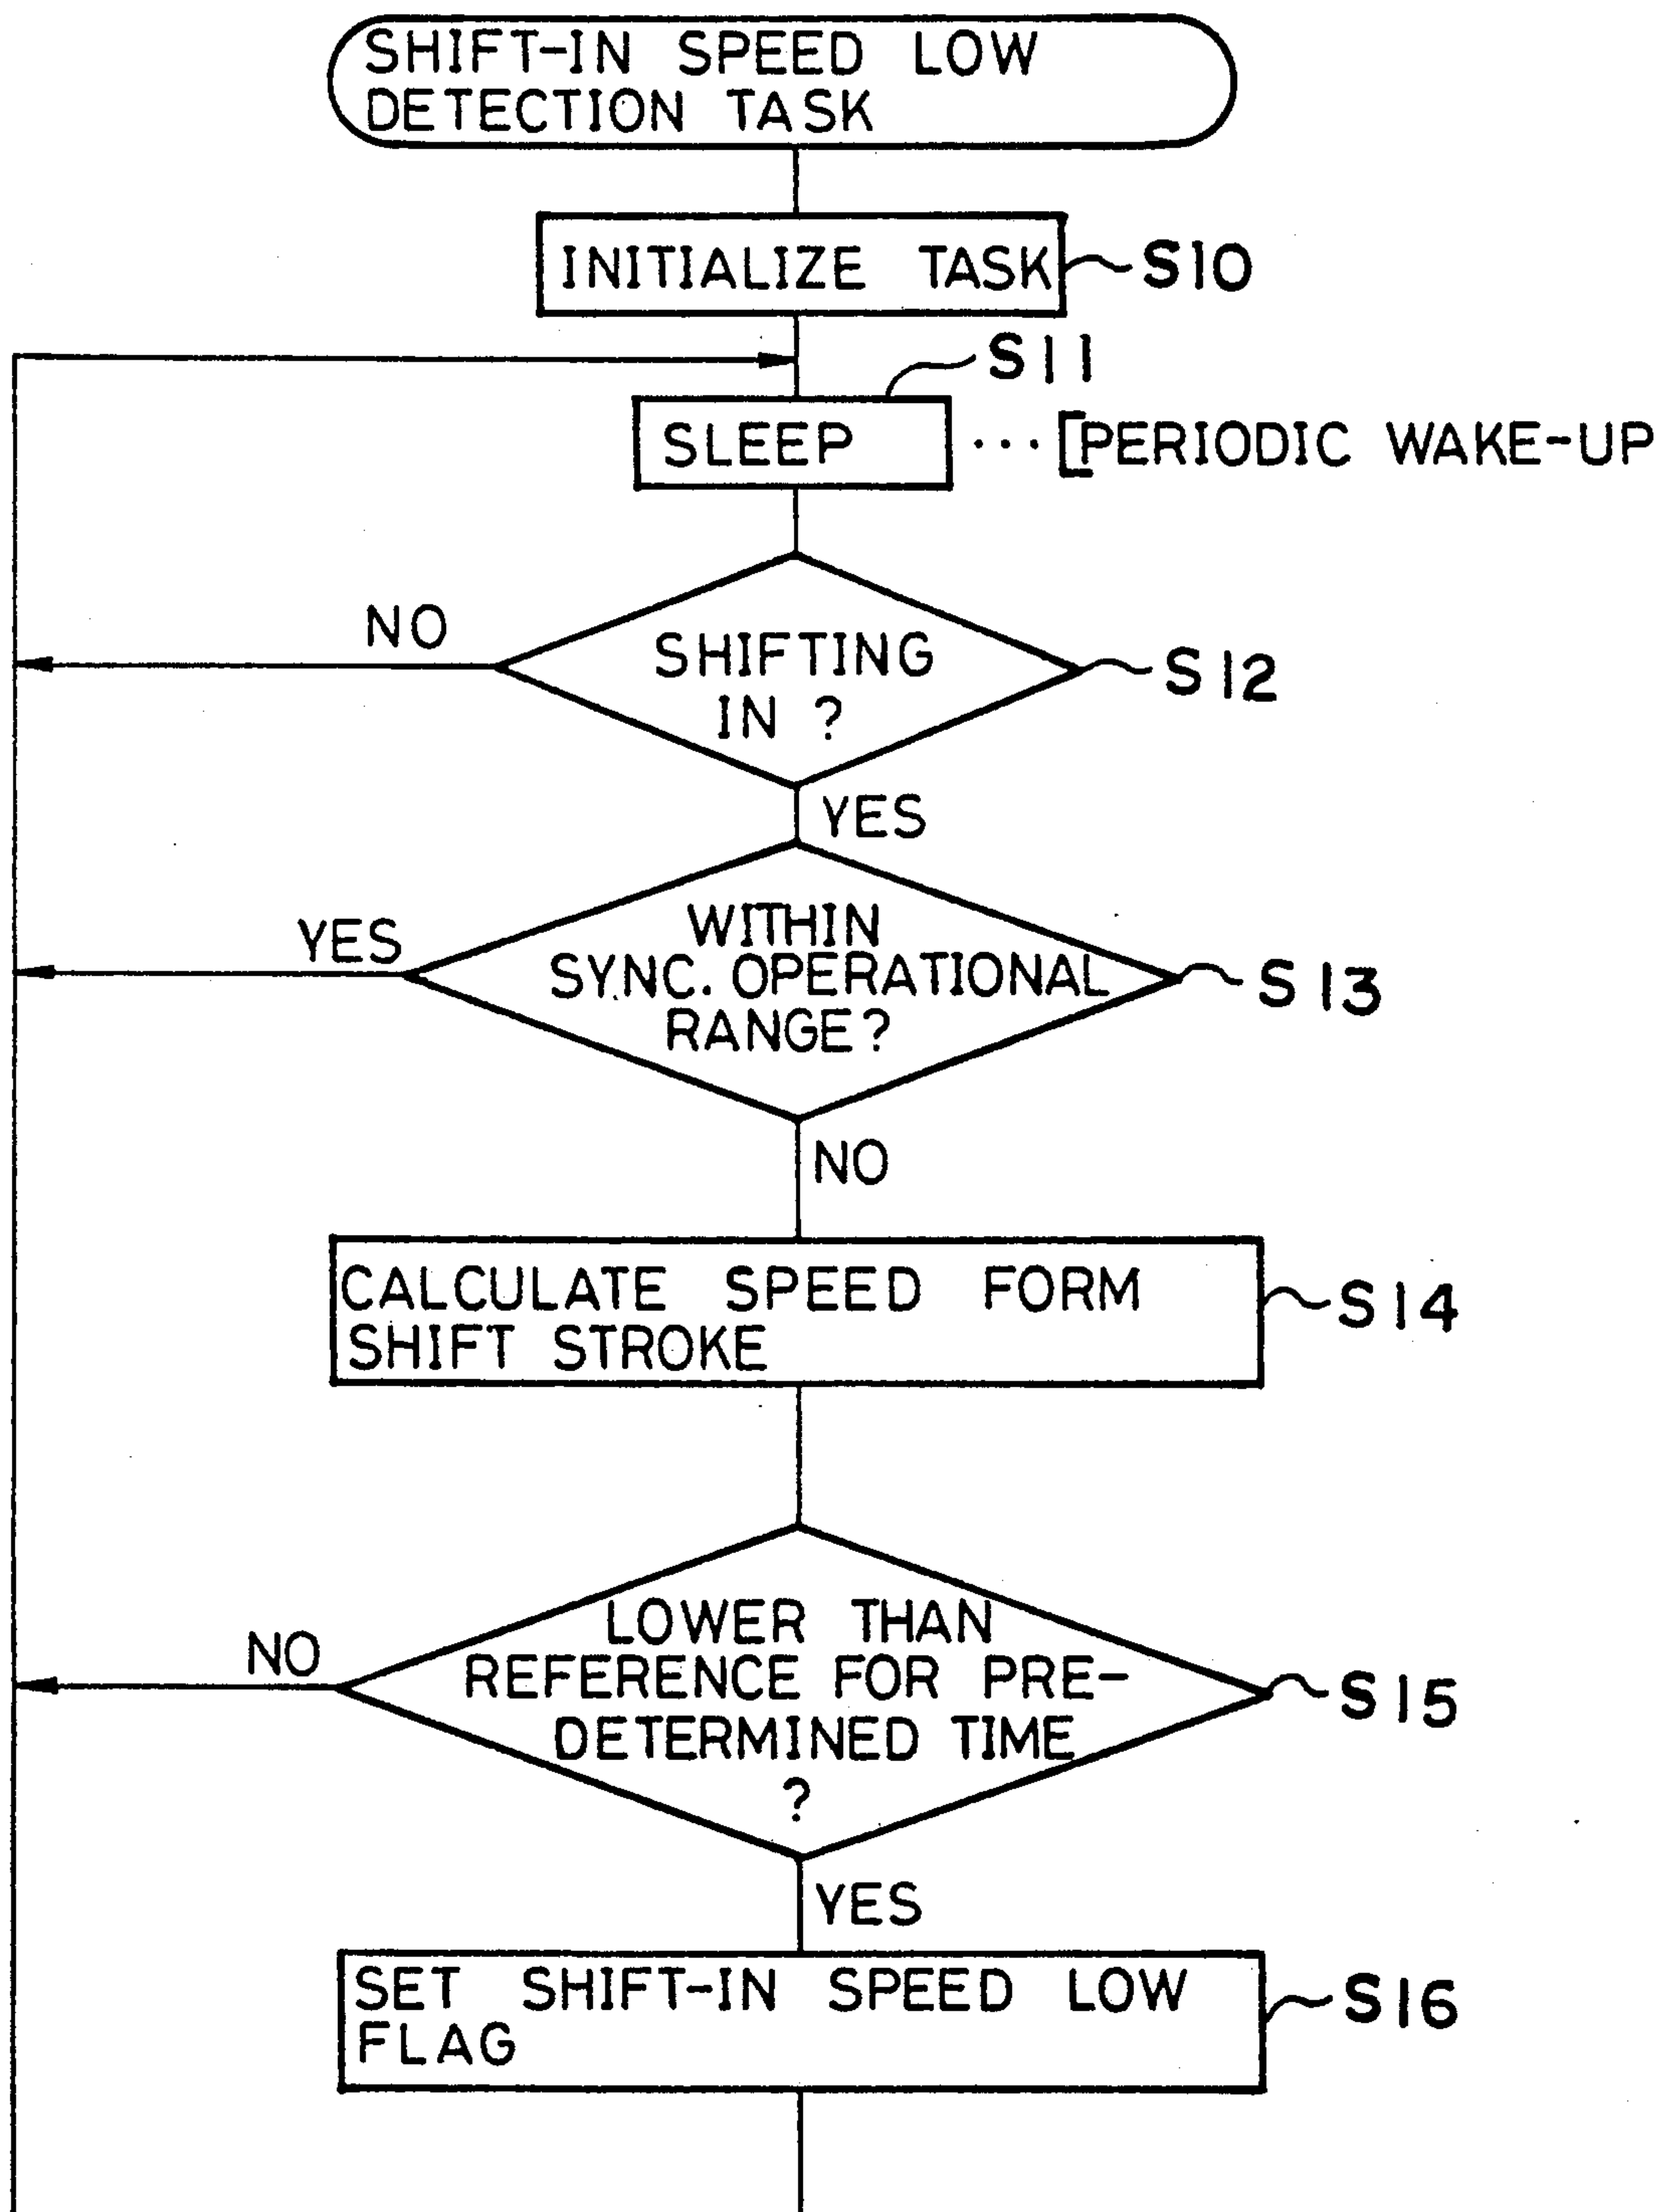 SHIFT-IN SPEED LOW
DETECTION TASK
INITIALIZE TASK
S10
S11
SLEEP
··· [PERIODIC WAKE-UP
NO
SHIFTING
IN ?
S12
YES
YES
WITHIN
SYNC. OPERATIONAL
RANGE?
S13
NO
CALCULATE SPEED FORM
SHIFT STROKE
S14
NO
LOWER THAN
REFERENCE FOR PRE-
DETERMINED TIME
?
S15
YES
SET SHIFT-IN SPEED LOW
FLAG
S16